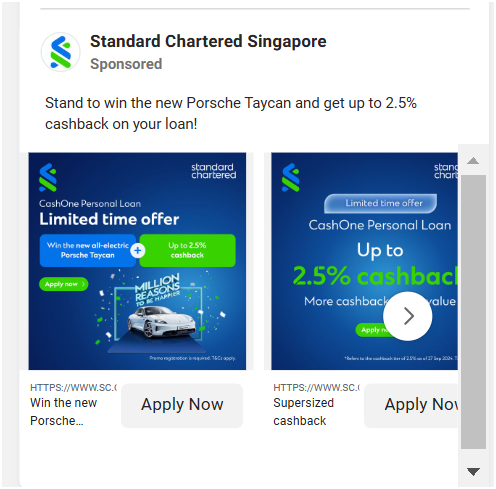 Standard Chartered Singapore
Sponsored
Stand to win the new Porsche Taycan and get up to 2.5%
cashback on your loan!
standard
chartered
CashOne Personal Loan
Limited time offer
Win the new all-electric
Porsche Taycan
+
Up to 2.5%
cashback
Apply now
MILLION
REASONS
TO BE HAPPIER
Promo registration is required. T&Cs apply.
HTTPS://WWW.SC.C
Win the new
Porsche...
Apply Now
stand
chart
Limited time offer
CashOne Personal Loan
Up to
2.5% cashback
More cashback value
Apply
*Refers to the cashback tier of 2.5% as of 27 Sep 2024. T
HTTPS://WWW.SC.C
Supersized
cashback
Apply Now